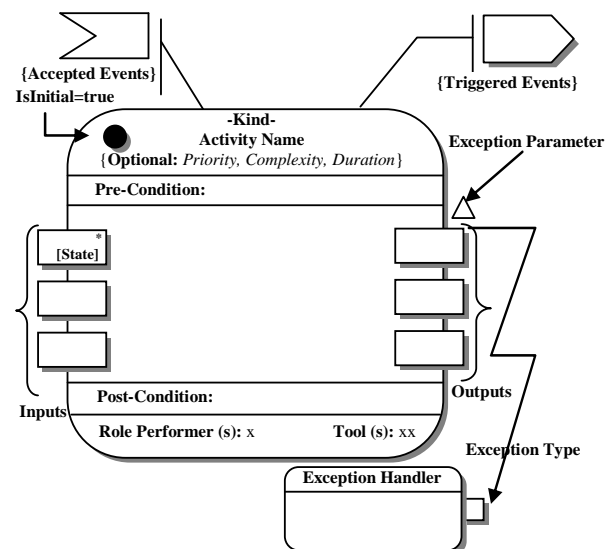 {Accepted Events}
IsInitial=true
{Triggered Events}
-Kind-
Activity Name
{Optional: Priority, Complexity, Duration}
Exception Parameter
Pre-Condition:
*
[State]
Inputs
Outputs
Post-Condition:
Role Performer (s): x Tool (s): xx
Exception Type
Exception Handler